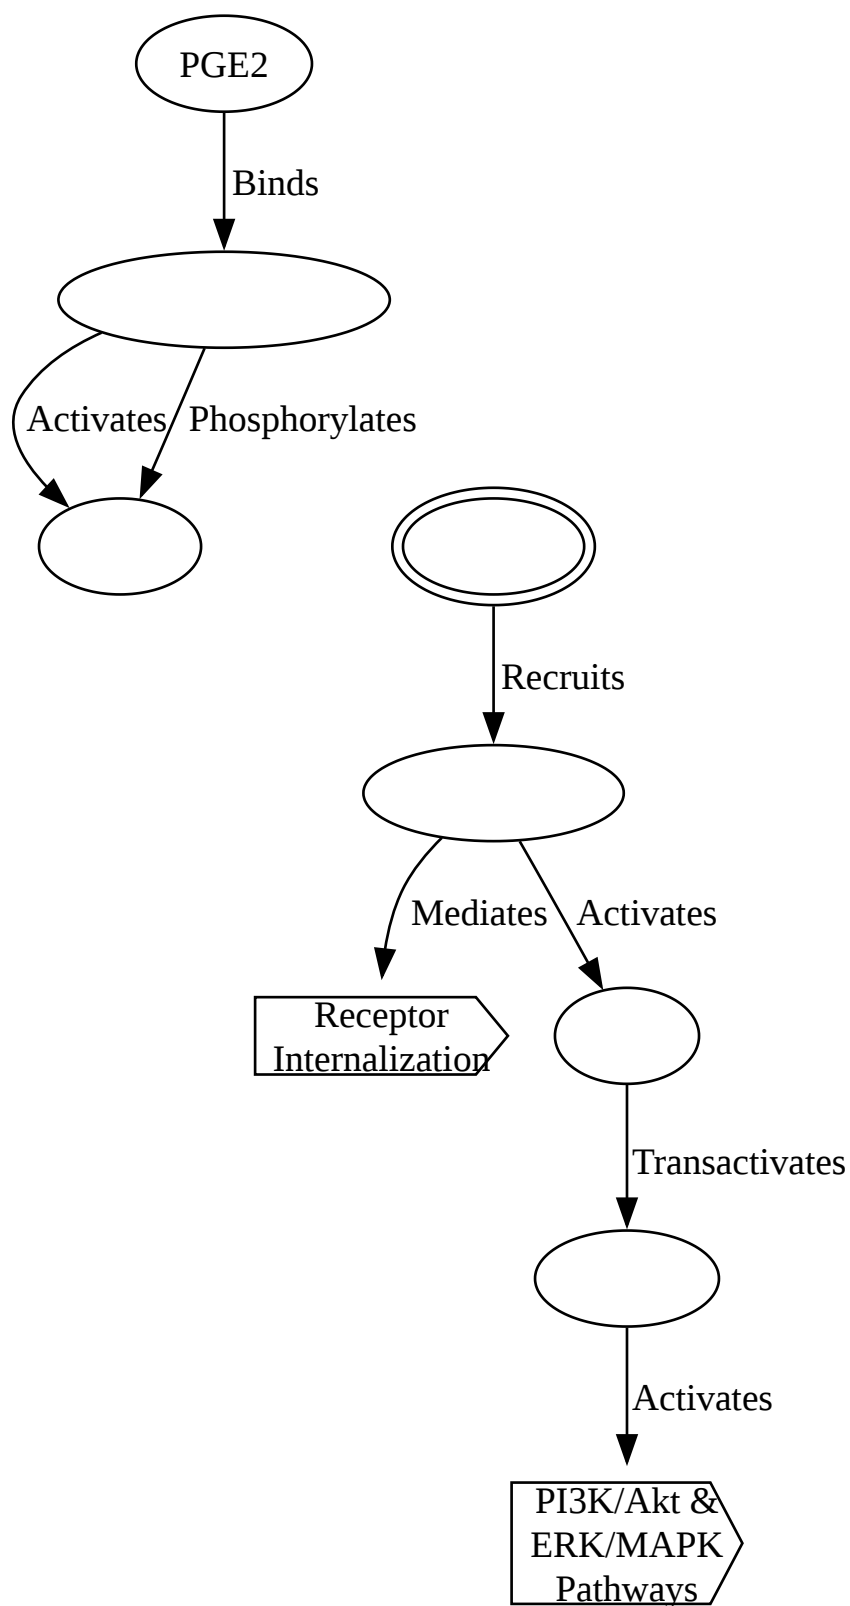 PGE2
Binds
Activates
Phosphorylates
Recruits
Mediates
Activates
Receptor
Internalization
Transactivates
Activates
PI3K/Akt &
ERK/MAPK
Pathways